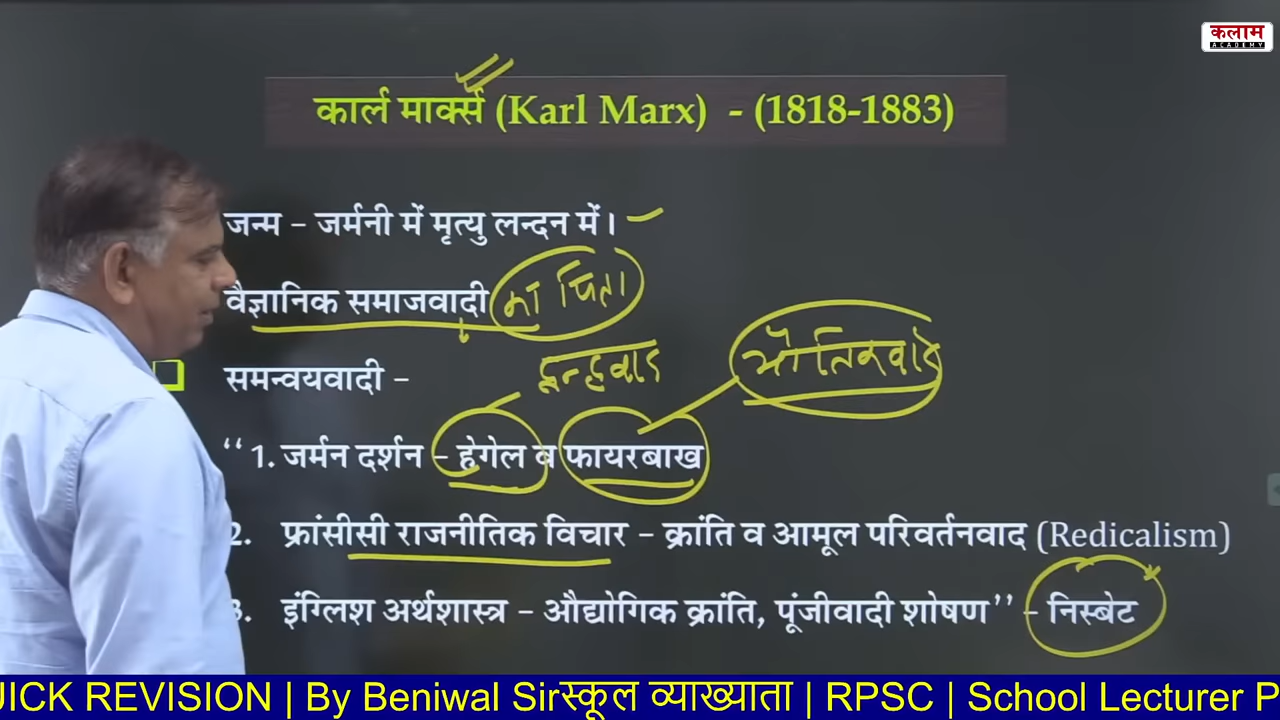 कलाम
ACADEMY
कार्ल मार्क्स (Karl Marx) - (1818-1883)
जन्म – जर्मनी में मृत्यु लन्दन में।
वैज्ञानिक समाजवादी का पिता
समन्वयवादी – द्वन्दवाद भौतिकवाद
“1. जर्मन दर्शन – हेगेल व फायरबाख
2. फ्रांसीसी राजनीतिक विचार – क्रांति व आमूल परिवर्तनवाद (Redicalism)
3. इंग्लिश अर्थशास्त्र – औद्योगिक क्रांति, पूंजीवादी शोषण” – निस्बेट
UICK REVISION | By Beniwal Sirस्कूल व्याख्याता | RPSC | School Lecturer P